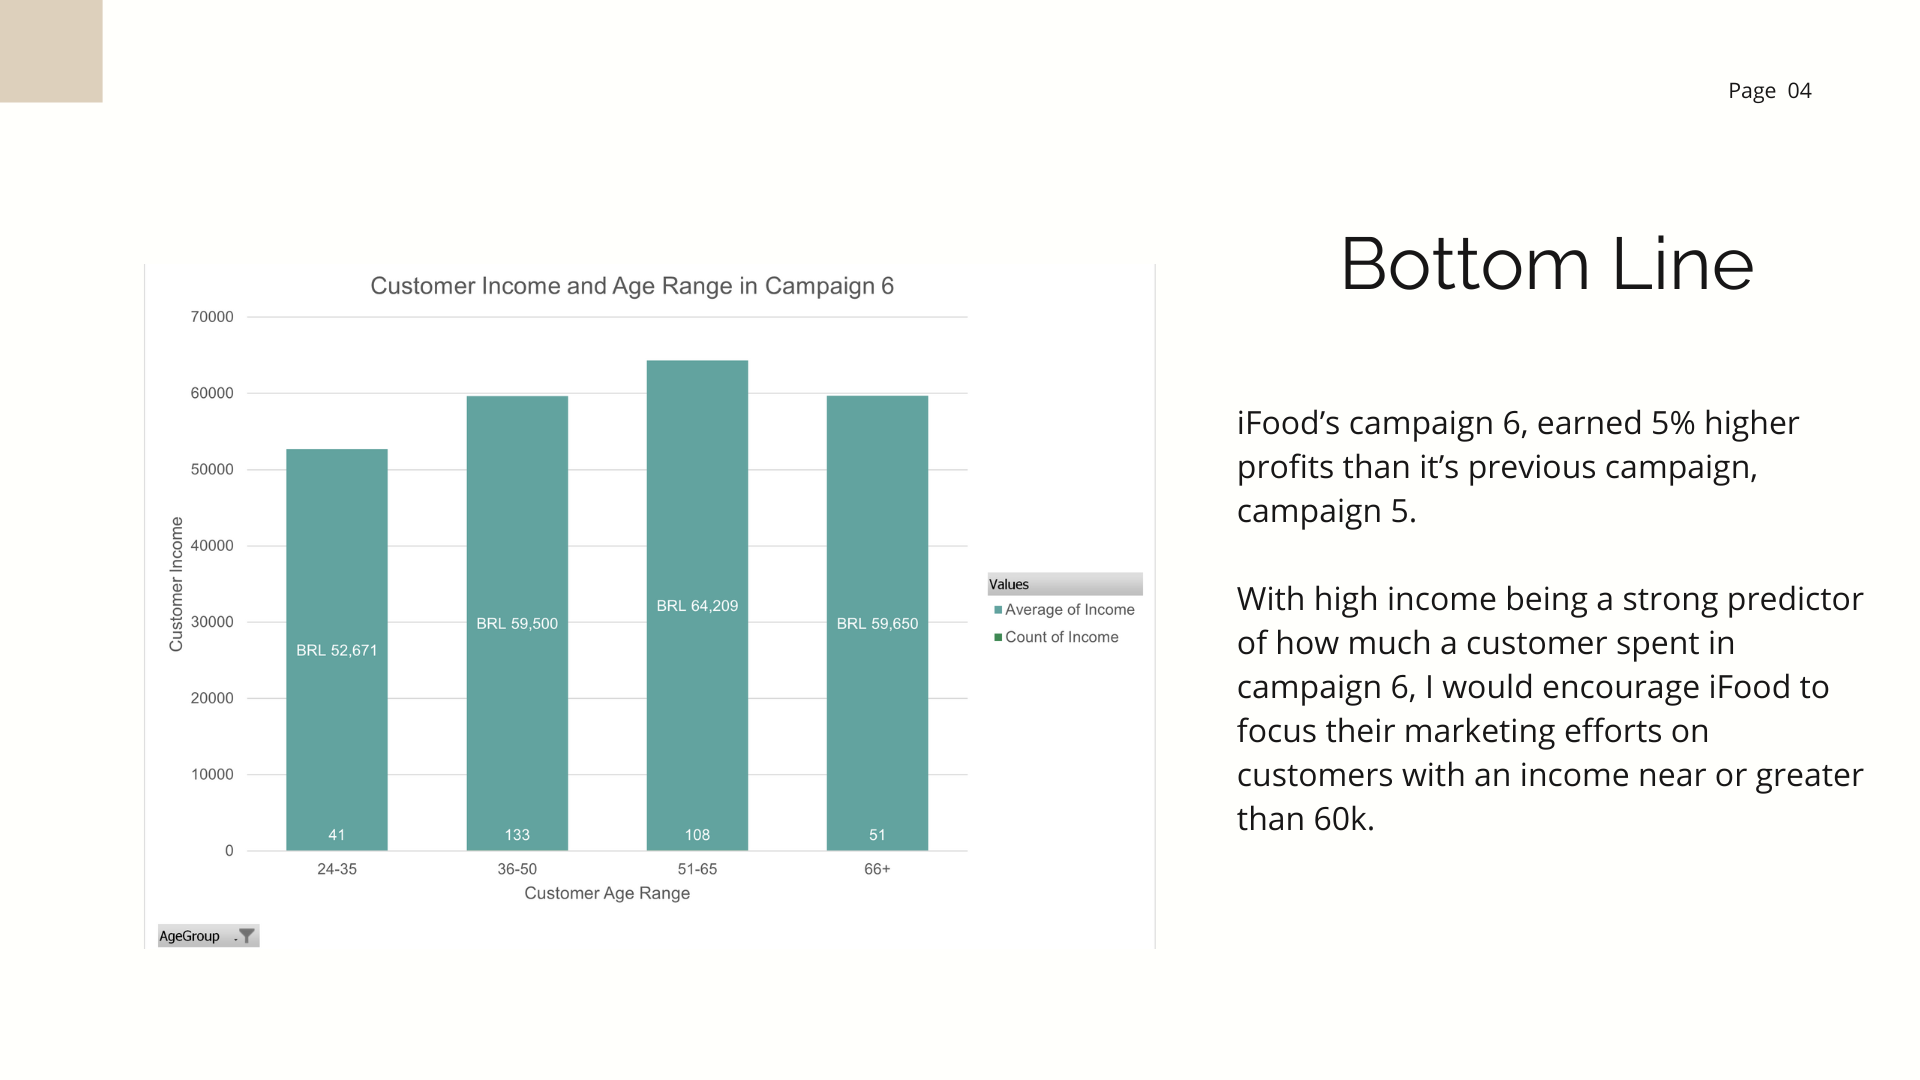 Page 04
Bottom Line
Customer Income and Age Range in Campaign 6
70000
60000
50000
40000
30000
20000
10000
0
Customer Income
BRL 52,671
BRL 59,500
BRL 64,209
BRL 59,650
41
133
108
51
24-35
36-50
51-65
66+
Customer Age Range
Values
Average of Income
Count of Income
AgeGroup
iFood’s campaign 6, earned 5% higher
profits than it’s previous campaign,
campaign 5.
With high income being a strong predictor
of how much a customer spent in
campaign 6, I would encourage iFood to
focus their marketing efforts on
customers with an income near or greater
than 60k.